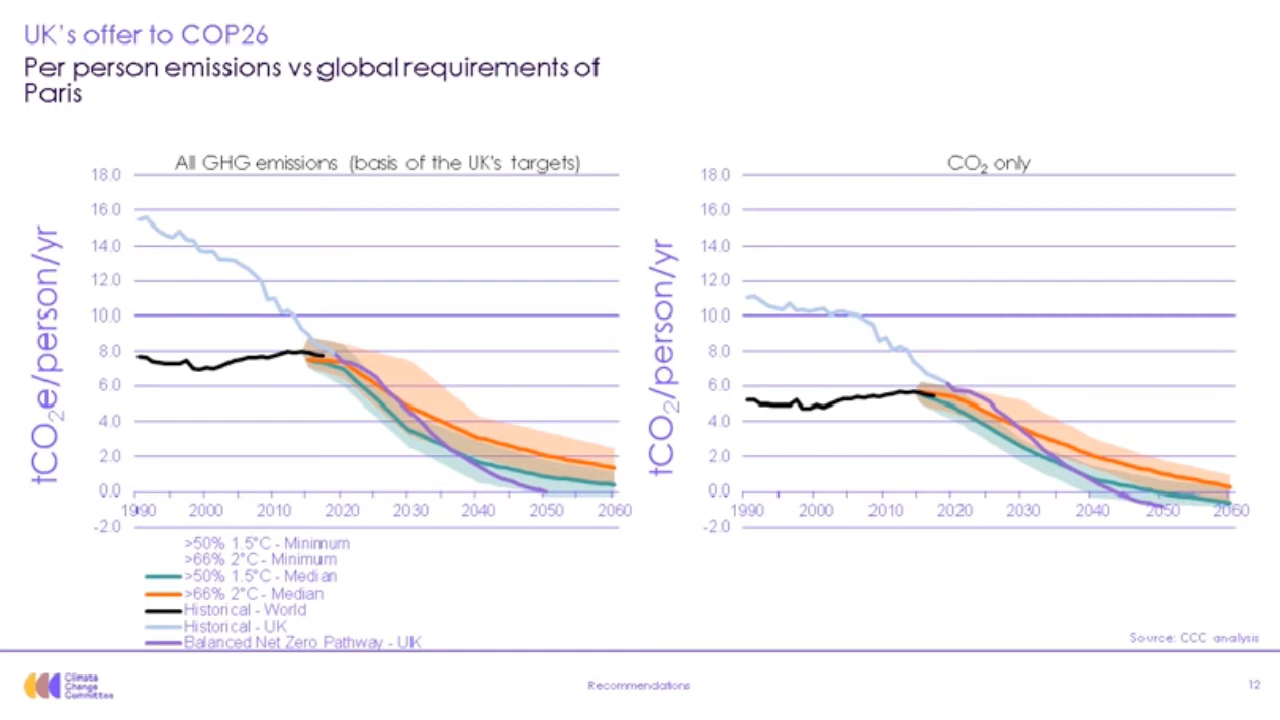 UK's offer to COP26
Per person emissions vs global requirements of
Paris
All GHG emissions (basis of the UK's targets)
18.0
16.0
14.0
12.0
10.0
8.0
6.0
4.0
2.0
0.0
-2.0
tCO₂e/person/yr
1990 2000 2010 2020 2030 2040 2050 2060
CO₂ only
18.0
16.0
14.0
12.0
10.0
8.0
6.0
4.0
2.0
0.0
-2.0
tCO₂/person/yr
1990 2000 2010 2020 2030 2040 2050 2060
>50% 1.5°C - Minimum
>66% 2°C - Minimum
>50% 1.5°C - Median
>66% 2°C - Median
Historical - World
Historical - UK
Balanced Net Zero Pathway - UK
Source: CCC analysis
Climate
Change
Committee
Recommendations
12